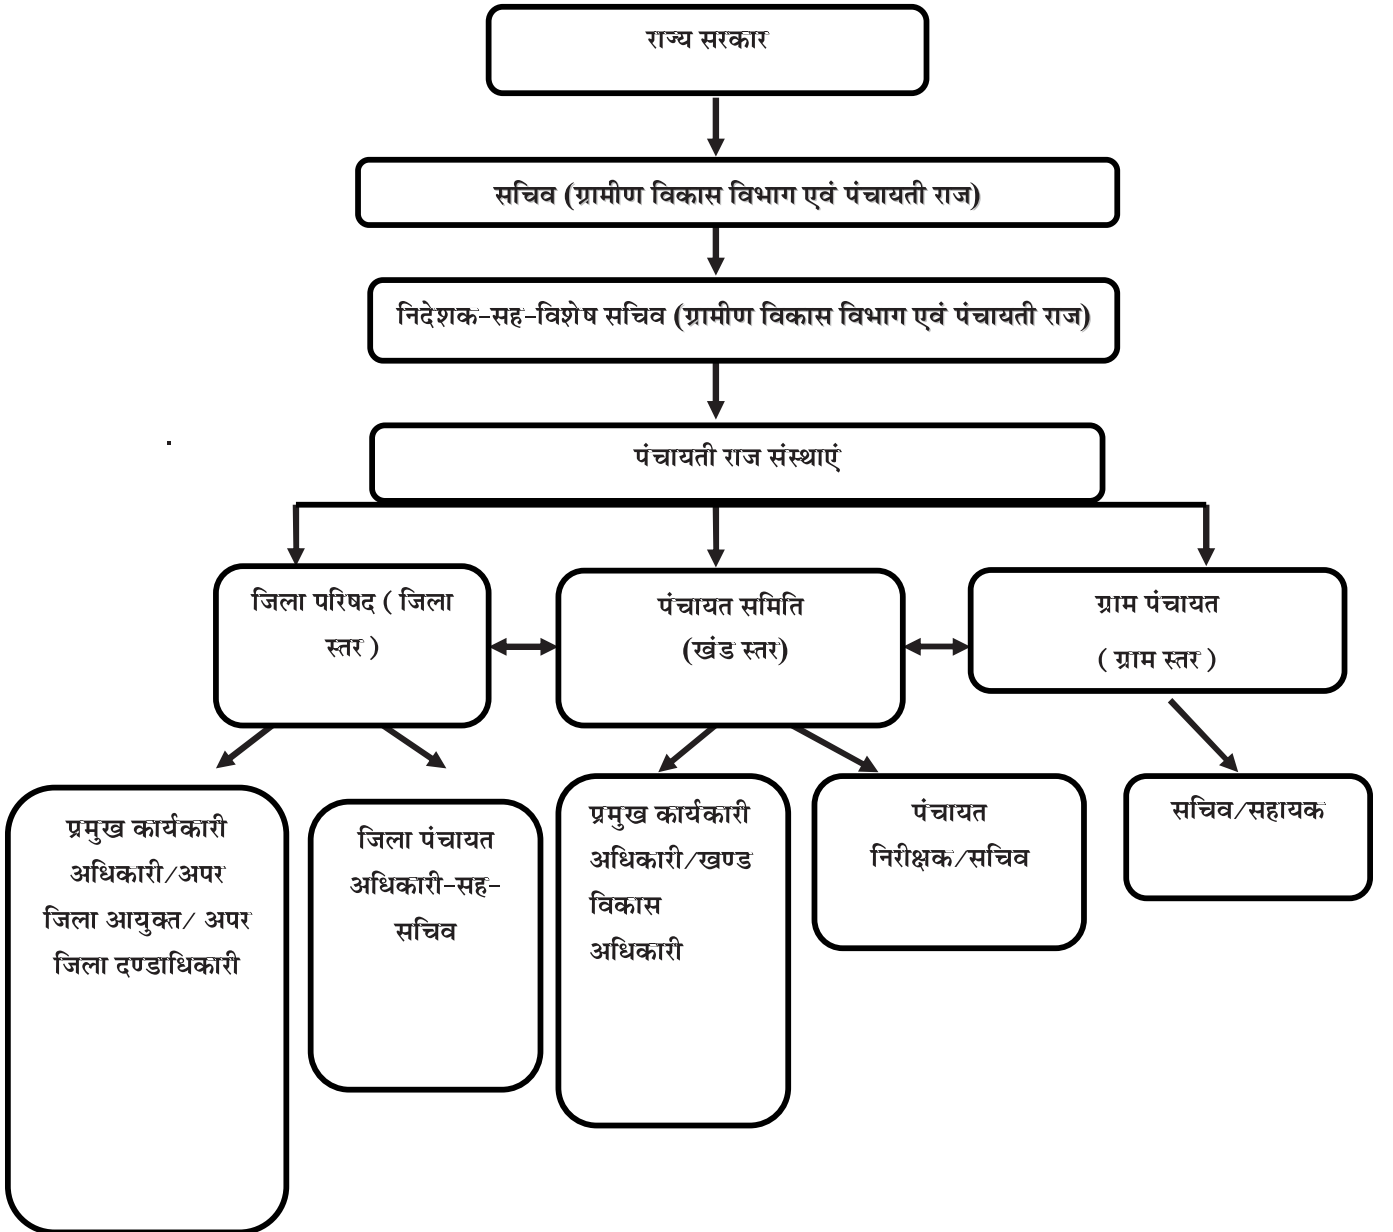 राज्य सरकार
सचिव (ग्रामीण विकास विभाग एवं पंचायती राज)
निदेशक-सह-विशेष सचिव (ग्रामीण विकास विभाग एवं पंचायती राज)
पंचायती राज संस्थाएं
जिला परिषद ( जिला
स्तर )
पंचायत समिति
(खंड स्तर)
ग्राम पंचायत
( ग्राम स्तर )
प्रमुख कार्यकारी
अधिकारी/अपर
जिला आयुक्त/ अपर
जिला दण्डाधिकारी
जिला पंचायत
अधिकारी-सह-
सचिव
प्रमुख कार्यकारी
अधिकारी/खण्ड
विकास
अधिकारी
पंचायत
निरीक्षक/सचिव
सचिव/सहायक